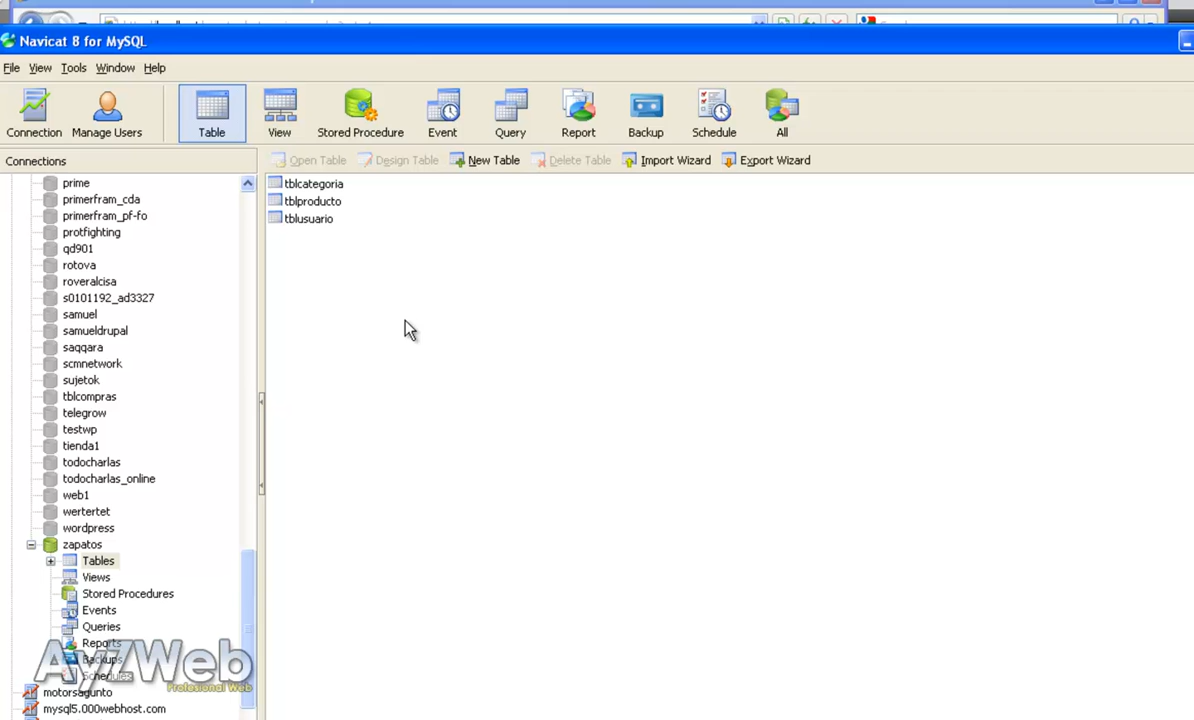 Navicat 8 for MySQL
File View Tools Window Help
Connection Manage Users Table View Stored Procedure Event Query Report Backup Schedule All
Connections
Open Table Design Table New Table Delete Table Import Wizard Export Wizard
prime
primerfram_cda
primerfram_pf-fo
protfighting
qd901
rotova
roveralcisa
s0101192_ad3327
samuel
samueldrupal
saqqara
scmnetwork
sujetok
tblcompras
telegrow
testwp
tienda1
todocharlas
todocharlas_online
web1
wertertet
wordpress
zapatos
Tables
Views
Stored Procedures
Events
Queries
Reports
Backups
Schedules
motorsagunto
mysql5.000webhost.com
tblcategoria
tblproducto
tblusuario
AyzWeb
Profesional Web